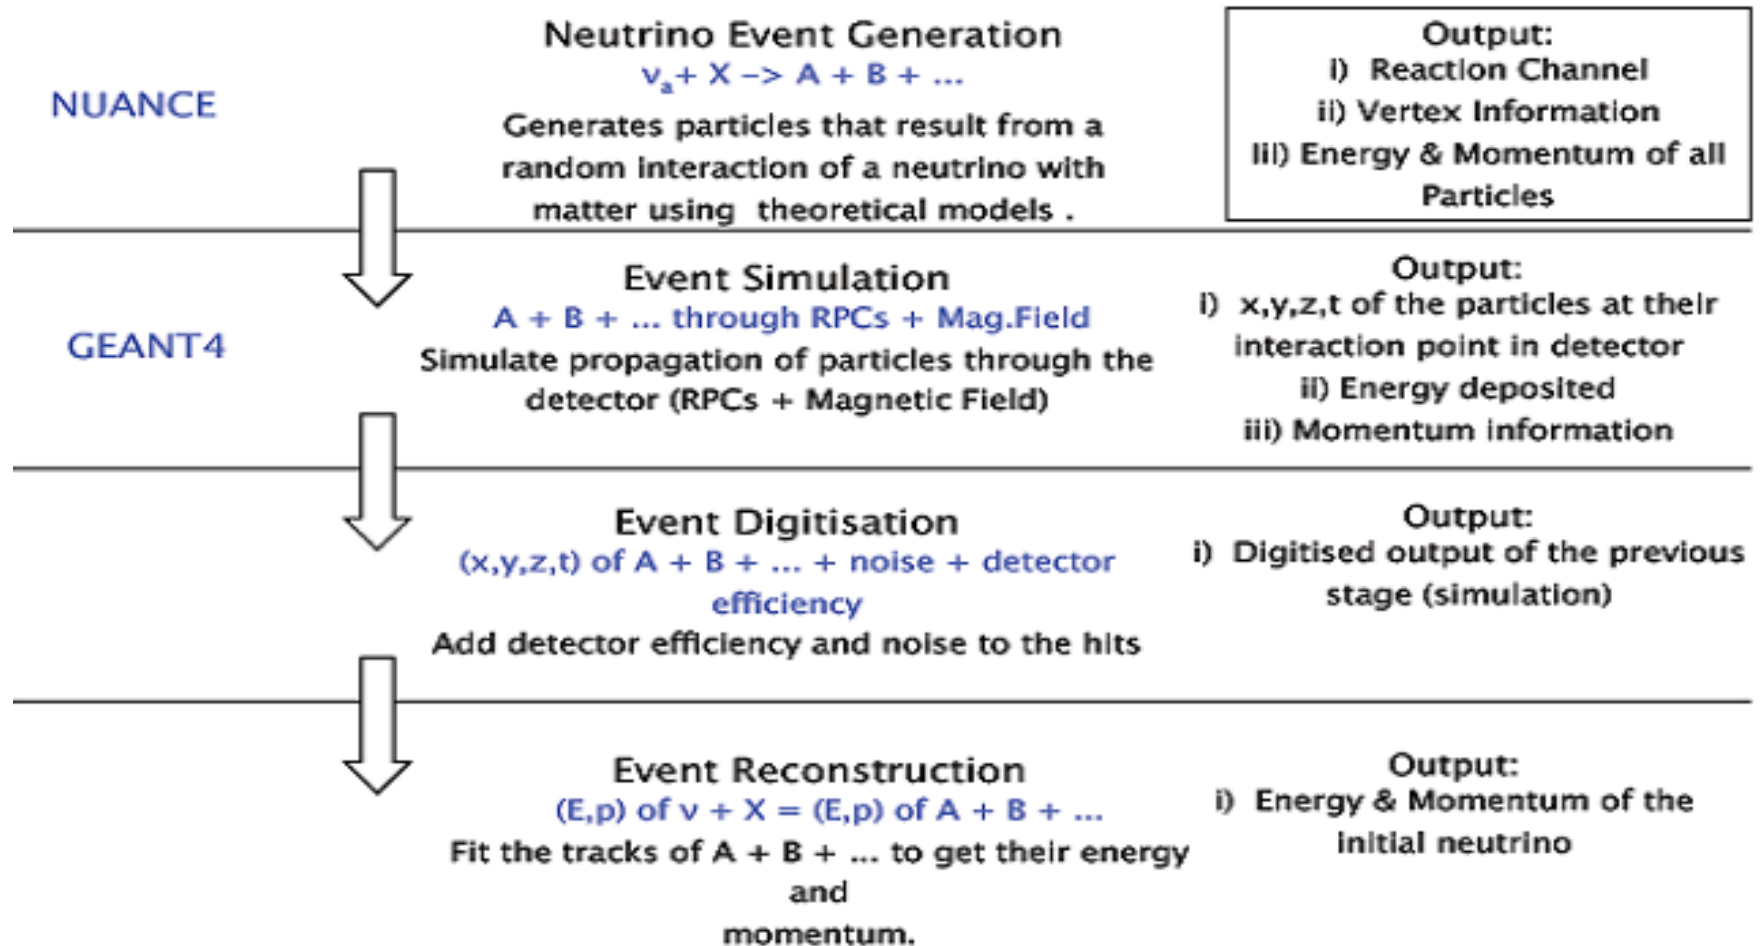 NUANCE
Neutrino Event Generation
νa+ X –> A + B + ...
Generates particles that result from a
random interaction of a neutrino with
matter using theoretical models .
Output:
i) Reaction Channel
ii) Vertex Information
iii) Energy & Momentum of all
Particles
GEANT4
Event Simulation
A + B + ... through RPCs + Mag.Field
Simulate propagation of particles through the
detector (RPCs + Magnetic Field)
Output:
i) x,y,z,t of the particles at their
interaction point in detector
ii) Energy deposited
iii) Momentum information
Event Digitisation
(x,y,z,t) of A + B + ... + noise + detector
efficiency
Add detector efficiency and noise to the hits
Output:
i) Digitised output of the previous
stage (simulation)
Event Reconstruction
(E,p) of ν + X = (E,p) of A + B + ...
Fit the tracks of A + B + ... to get their energy
and
momentum.
Output:
i) Energy & Momentum of the
initial neutrino